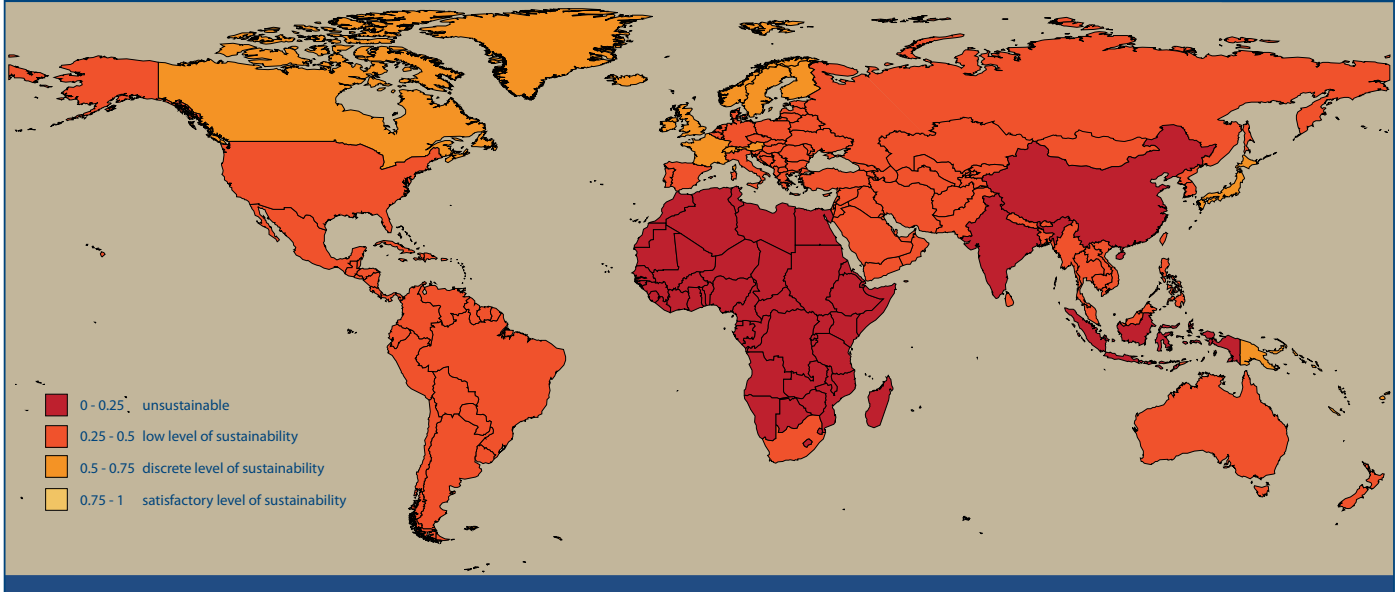 0 - 0.25 unsustainable
0.25 - 0.5 low level of sustainability
0.5 - 0.75 discrete level of sustainability
0.75 - 1 satisfactory level of sustainability